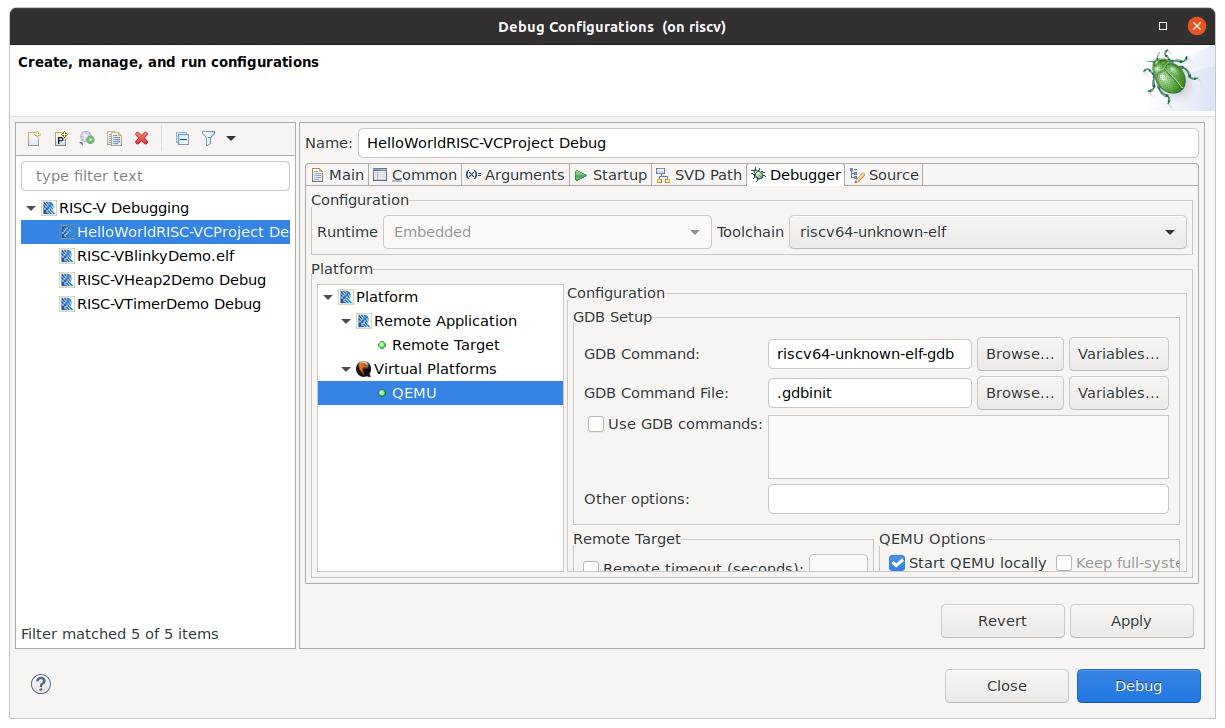 Debug Configurations (on riscv)
Create, manage, and run configurations
type filter text
RISC-V Debugging
HelloWorldRISC-VCProject De
RISC-VBlinkyDemo.elf
RISC-VHeap2Demo Debug
RISC-VTimerDemo Debug
Filter matched 5 of 5 items
Name: HelloWorldRISC-VCProject Debug
Main Common (x)= Arguments Startup SVD Path Debugger Source
Configuration
Runtime Embedded Toolchain riscv64-unknown-elf
Platform
Platform
Remote Application
Remote Target
Virtual Platforms
QEMU
Configuration
GDB Setup
GDB Command: riscv64-unknown-elf-gdb Browse... Variables...
GDB Command File: .gdbinit Browse... Variables...
Use GDB commands:
Other options:
Remote Target
Remote timeout (seconds):
QEMU Options
Start QEMU locally Keep full-syste
Revert Apply
? Close Debug